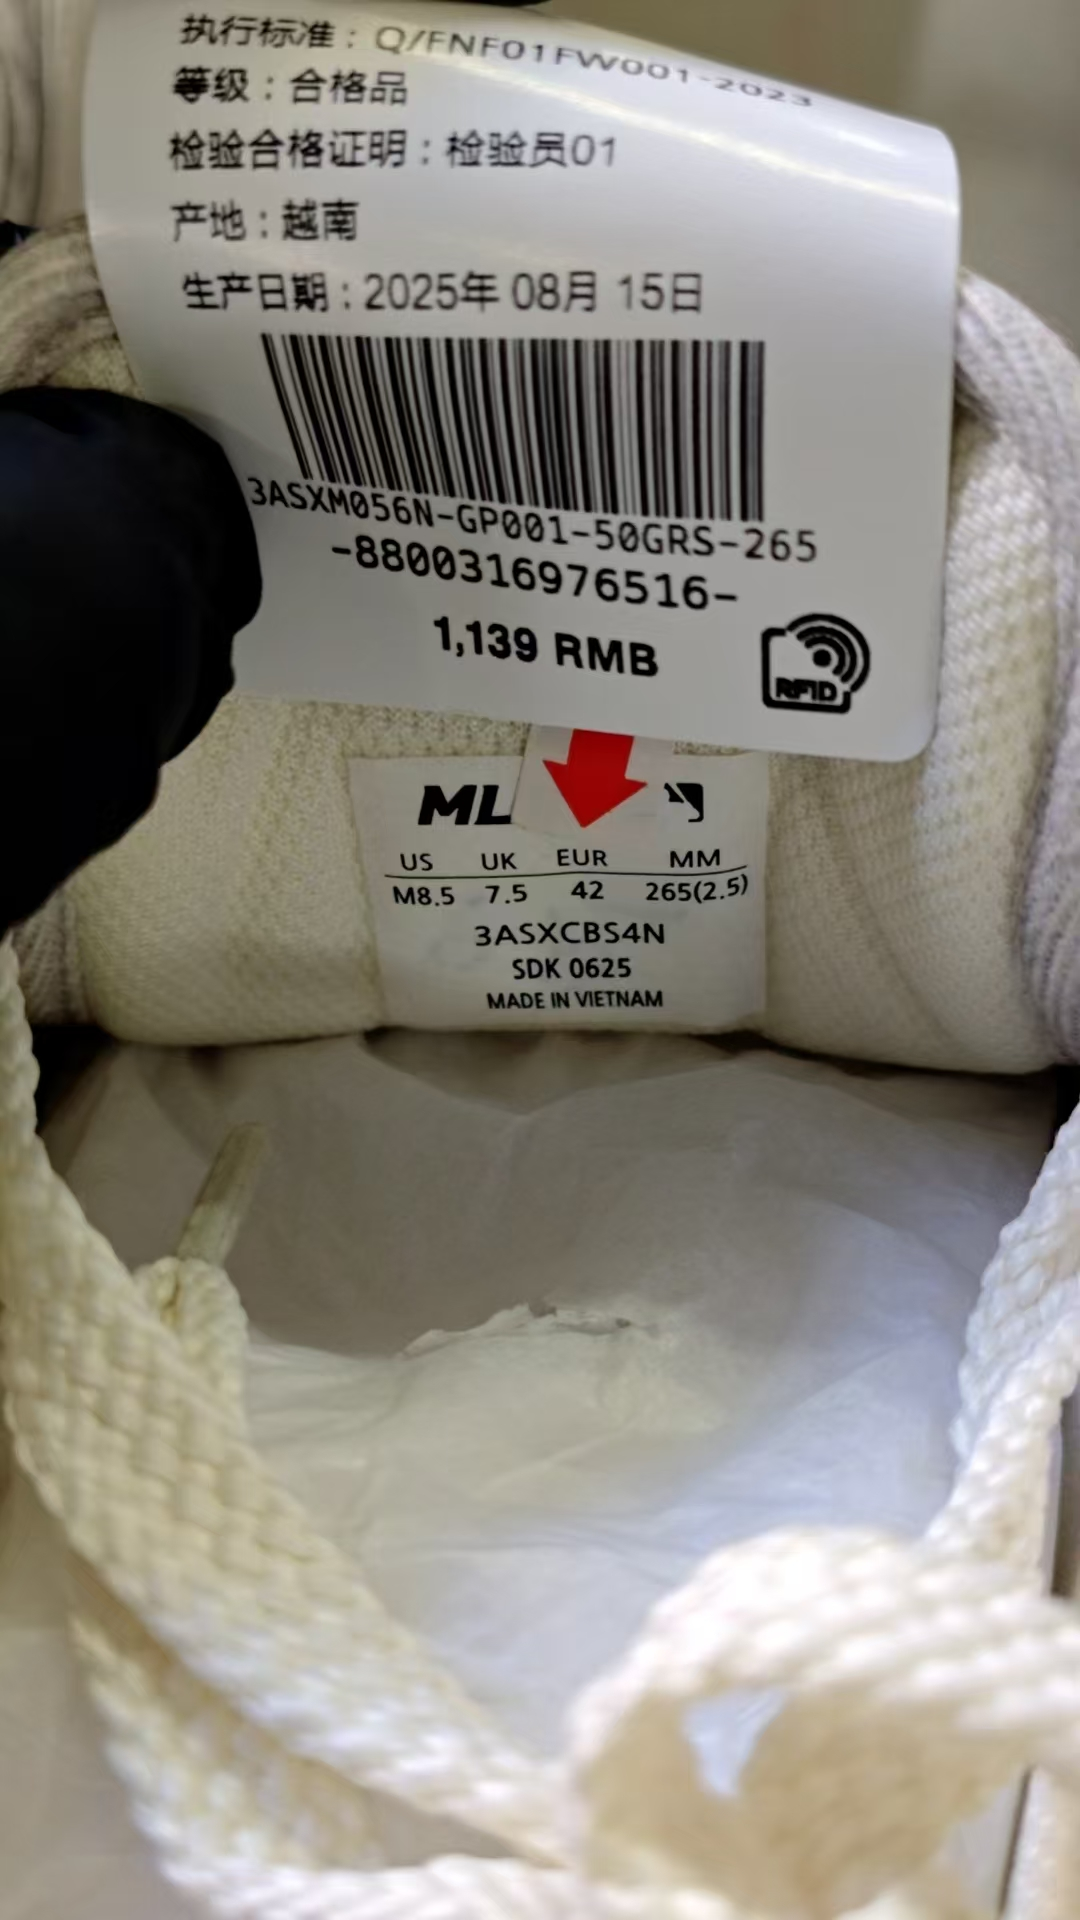 执行标准：Q/FNF01FW001-2023
等级：合格品
检验合格证明：检验员01
产地：越南
生产日期：2025年 08月 15日
3ASXM056N-GP001-50GRS-265
-8800316976516-
1,139 RMB
RFID
ML
US UK EUR MM
M8.5 7.5 42 265(2.5)
3ASXCBS4N
SDK 0625
MADE IN VIETNAM